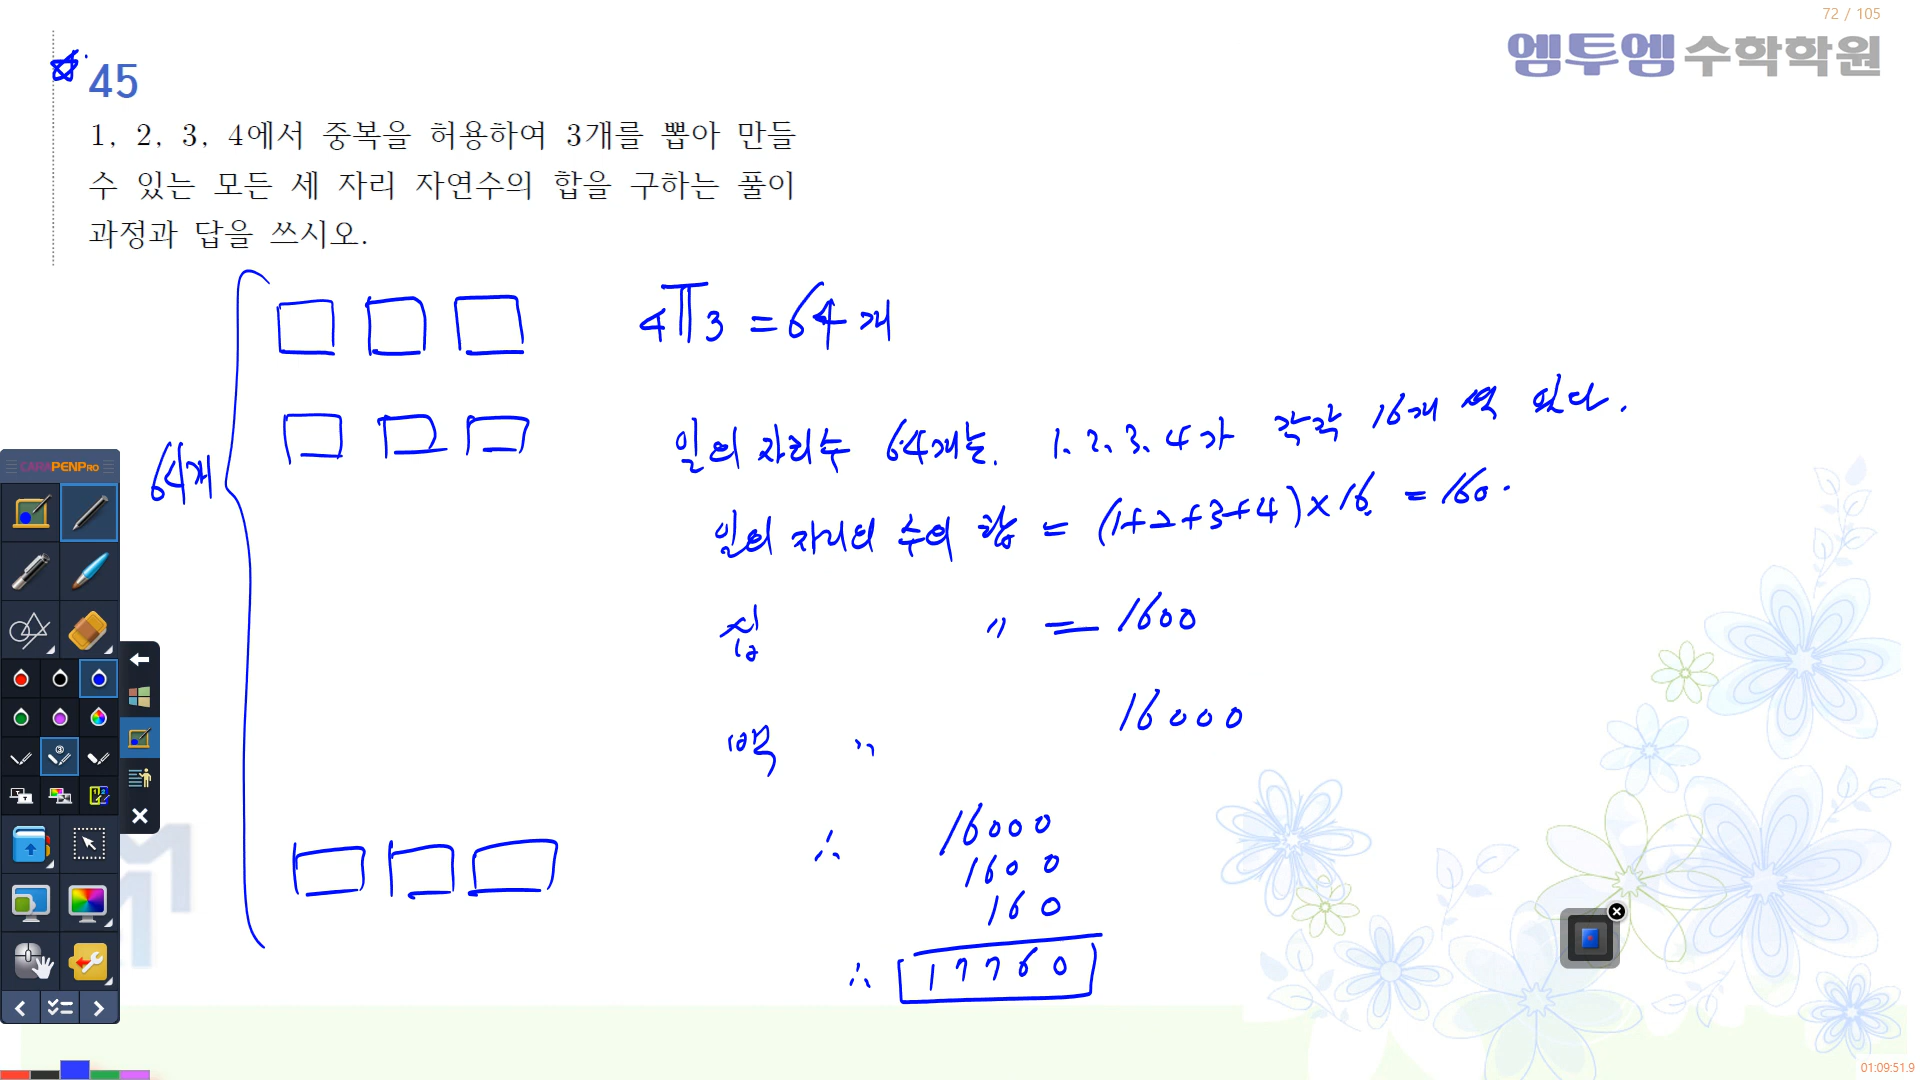 72 / 105
엠투엠수학학원
45
1, 2, 3, 4에서 중복을 허용하여 3개를 뽑아 만들
수 있는 모든 세 자리 자연수의 합을 구하는 풀이
과정과 답을 쓰시오.
4Π3 = 64개
일의 자리수 64개는. 1. 2. 3. 4가 각각 16개씩 있다.
64개
일의 자리의 수의 합 = (1+2+3+4)×16 = 160.
십 〃 = 1600
백 〃 16000
∴ 16000
1600
160
∴ 17760
CARAPENPRO
01:09:51.9